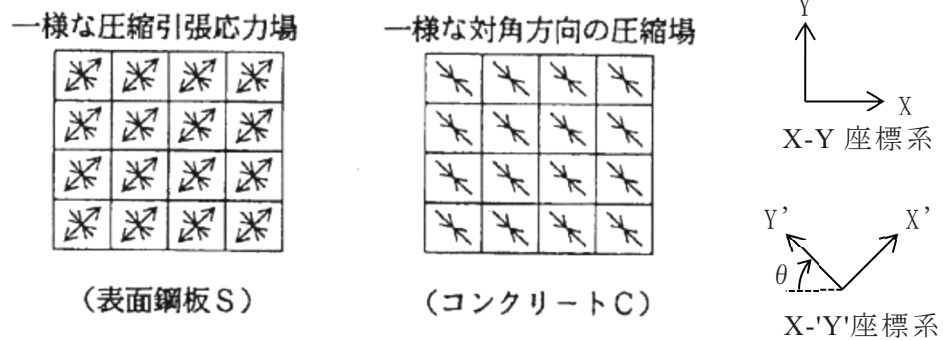 一様な圧縮引張応力場
(表面鋼板S)
一様な対角方向の圧縮場
(コンクリートC)
Y
X
X-Y 座標系
Y'
X'
θ
X-'Y'座標系